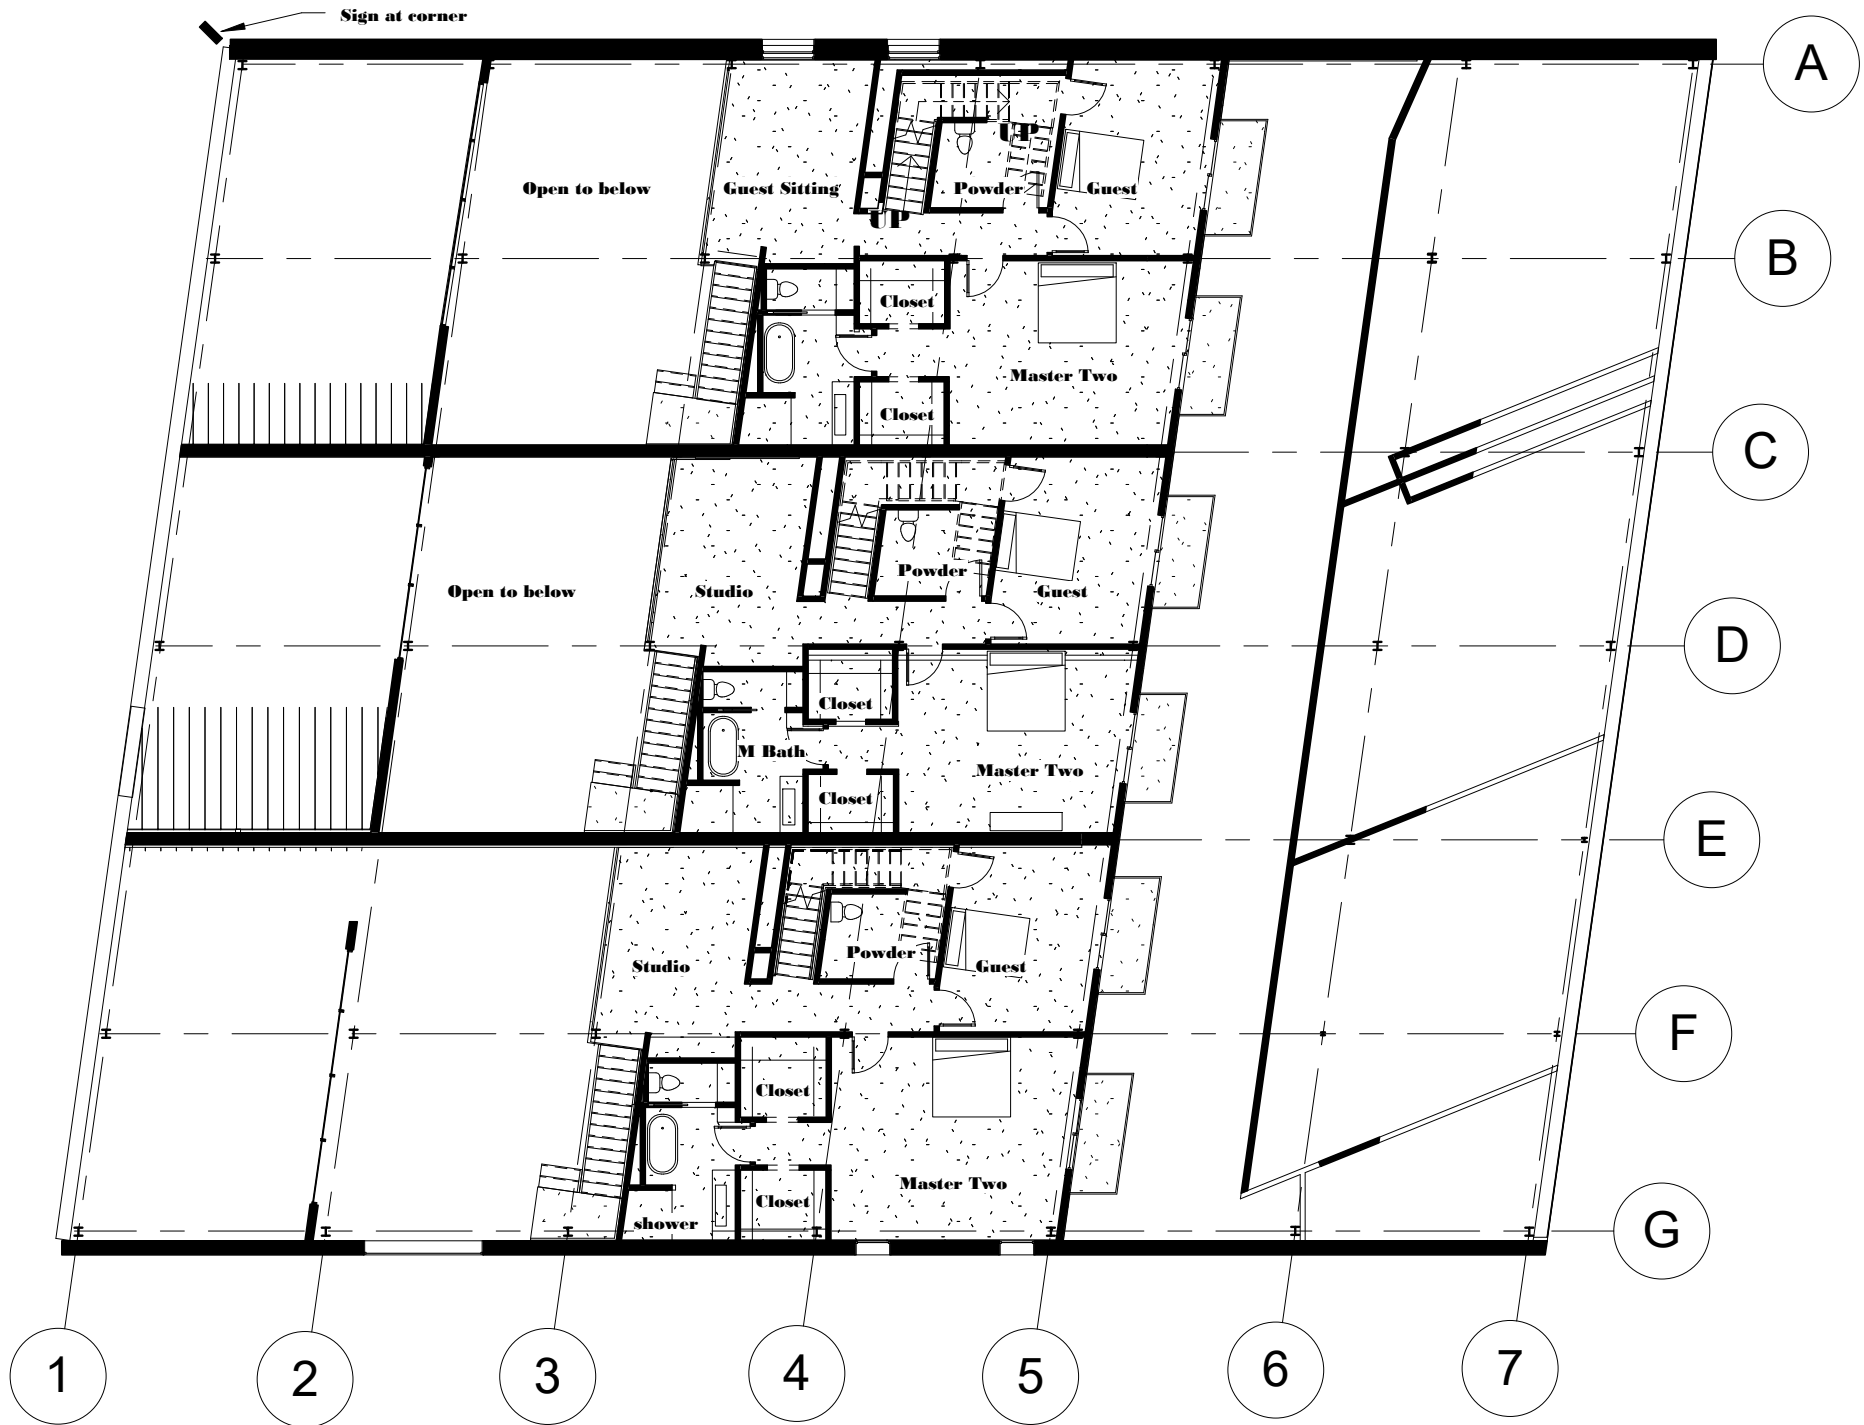 Sign at corner
A
UP
Open to below
Guest Sitting
Powder
Guest
UP
B
Closet
Master Two
Closet
C
Powder
Open to below
Studio
Guest
D
Closet
M Bath
Master Two
Closet
E
Powder
Studio
Guest
F
Closet
Master Two
Closet
shower
G
1
2
3
4
5
6
7